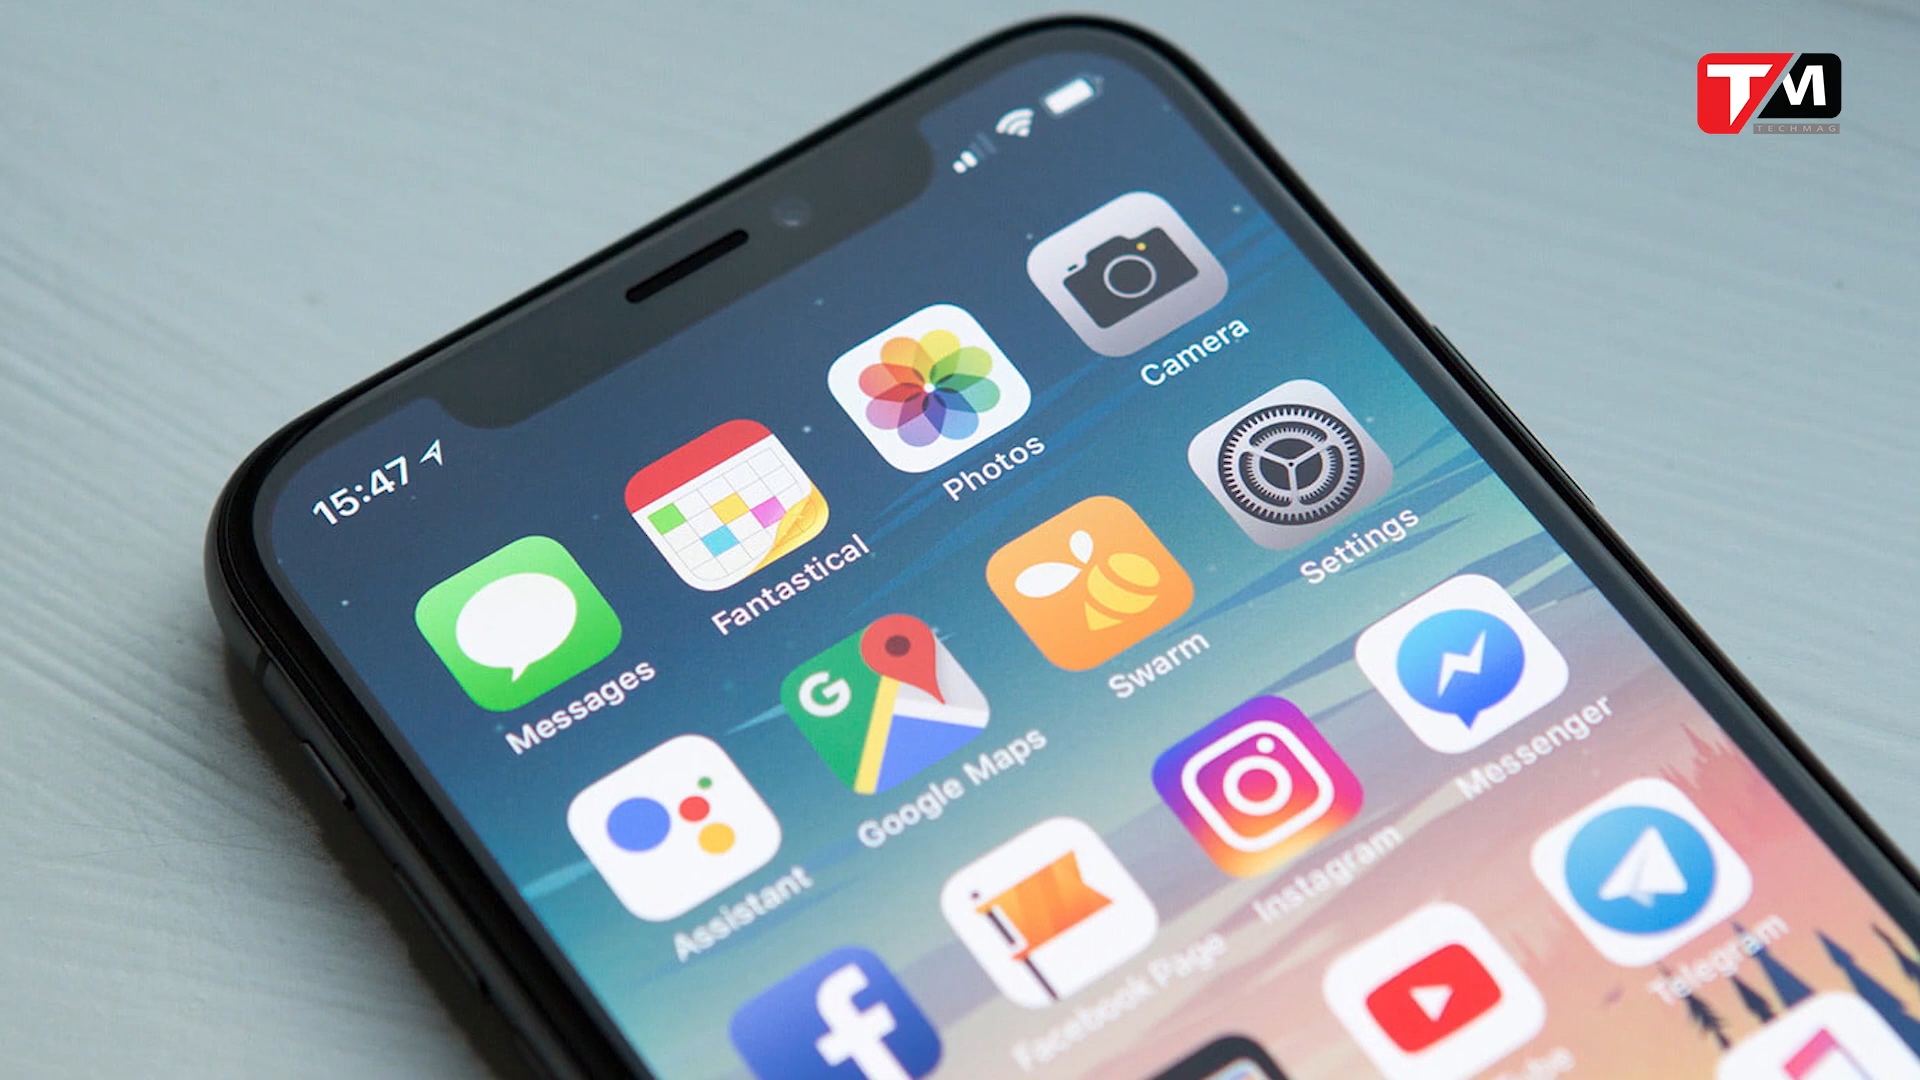 TM
TECHMAG
15:47
Messages
Fantastical
Photos
Camera
Assistant
G
Google Maps
Swarm
Settings
f
Facebook Page
Instagram
Messenger
Telegram